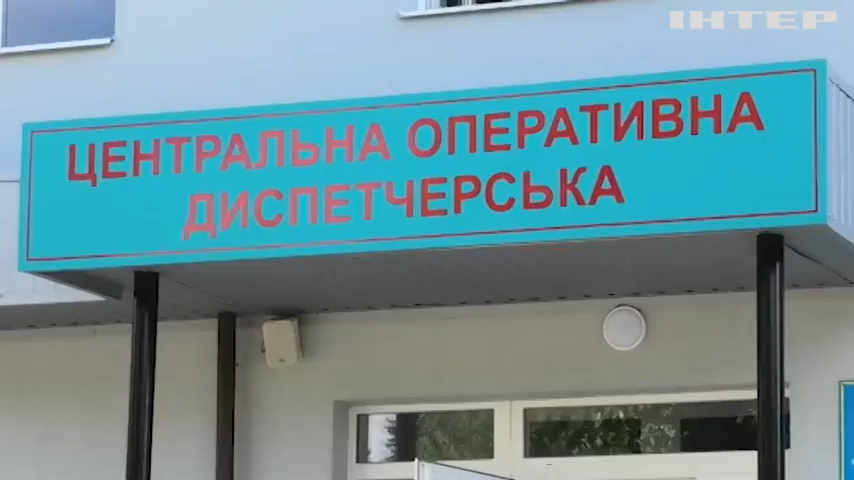 ІНТЕР
ЦЕНТРАЛЬНА ОПЕРАТИВНА
ДИСПЕТЧЕРСЬКА